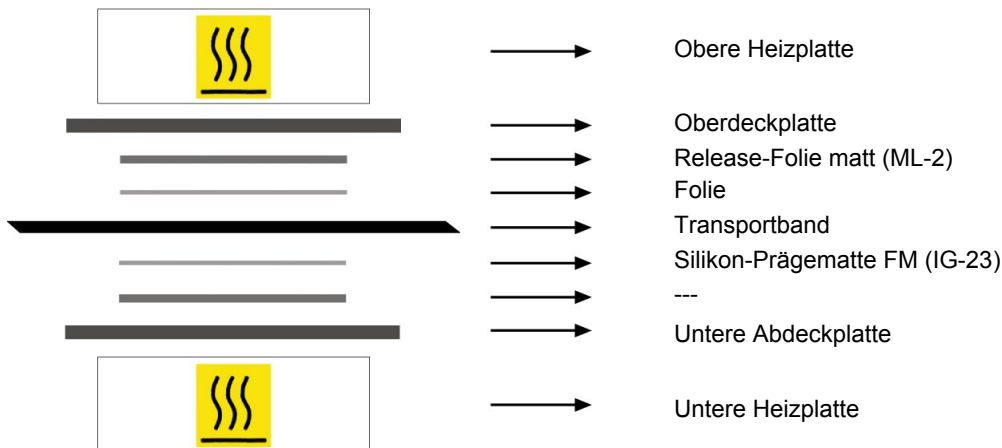 Obere Heizplatte
Oberdeckplatte
Release-Folie matt (ML-2)
Folie
Transportband
Silikon-Prägematte FM (IG-23)
---
Untere Abdeckplatte
Untere Heizplatte